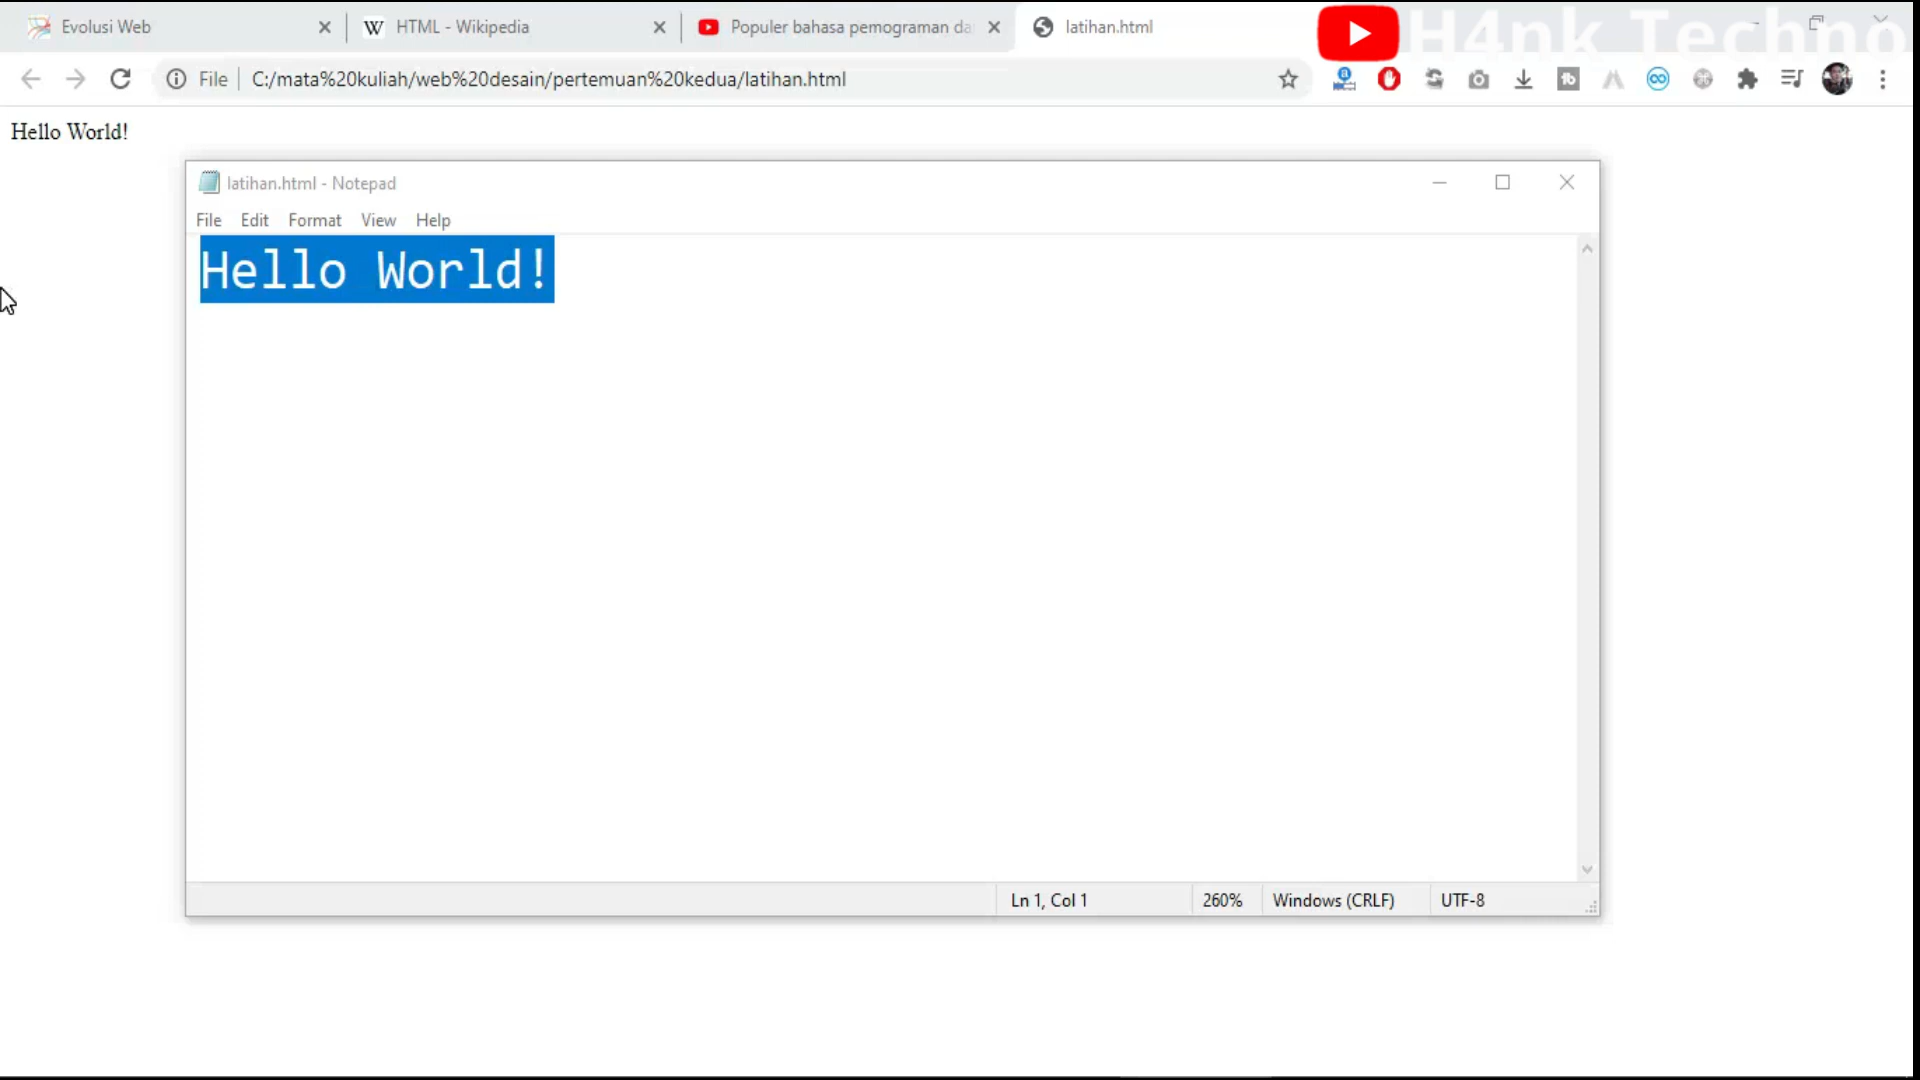 Evolusi Web
HTML - Wikipedia
Populer bahasa pemograman da
latihan.html
H4nk Techno
File
C:/mata%20kuliah/web%20desain/pertemuan%20kedua/latihan.html
Hello World!
latihan.html - Notepad
File Edit Format View Help
Hello World!
Ln 1, Col 1
260%
Windows (CRLF)
UTF-8